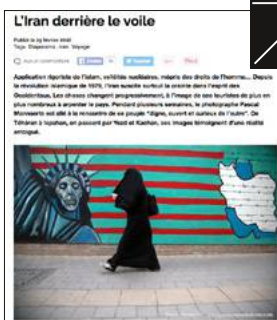 L'Iran derrière le voile
Publié le 29 février
Tags Diaporama, Iran, Voyage
Aucun commentaire
Application rigoriste de l'Islam, velléités nucléaires, mépris des droits de l'Homme... Depuis
la révolution islamique de 1979, l'Iran suscite surtout la crainte dans l'esprit des
Occidentaux. Les choses changent progressivement, à l'image de ces touristes de plus en
plus nombreux à arpenter le pays. Pendant plusieurs semaines, le photographe Pascal
Mannaerts est allé à la rencontre de ce peuple "digne, ouvert et curieux de l'autre". De
Téhéran à Ispahan, en passant par Yazd et Kashan, ses images témoignent d'une réalité
ambiguë.